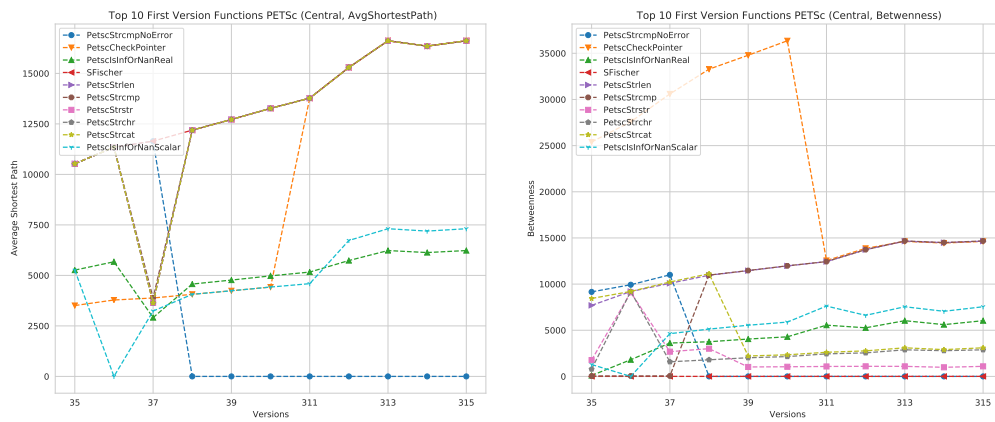 Top 10 First Version Functions PETSc (Central, AvgShortestPath)
PetscStrcmpNoError
PetscCheckPointer
PetscIsInfOrNanReal
SFischer
PetscStrlen
PetscStrcmp
PetscStrstr
PetscStrchr
PetscStrcat
PetscIsInfOrNanScalar
15000
12500
10000
7500
5000
2500
0
Average Shortest Path
35
37
39
311
313
315
Versions
Top 10 First Version Functions PETSc (Central, Betwenness)
PetscStrcmpNoError
PetscCheckPointer
PetscIsInfOrNanReal
SFischer
PetscStrlen
PetscStrcmp
PetscStrstr
PetscStrchr
PetscStrcat
PetscIsInfOrNanScalar
35000
30000
25000
20000
15000
10000
5000
0
Betweenness
35
37
39
311
313
315
Versions